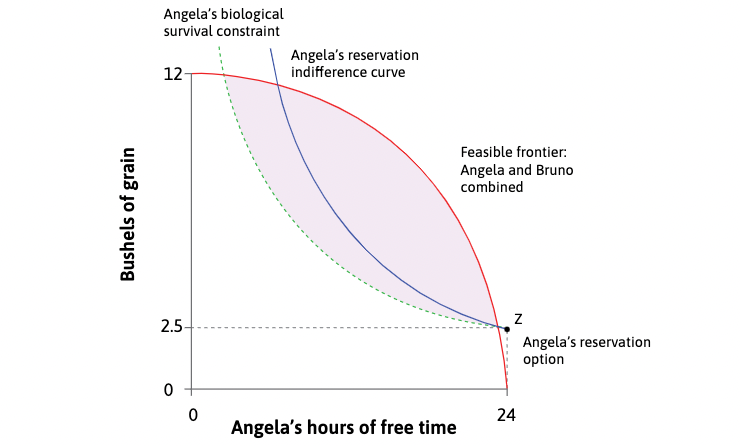 Angela’s biological
survival constraint
Angela’s reservation
indifference curve
12
Feasible frontier:
Angela and Bruno
combined
Bushels of grain
2.5
Z
Angela’s reservation
option
0
0
24
Angela’s hours of free time